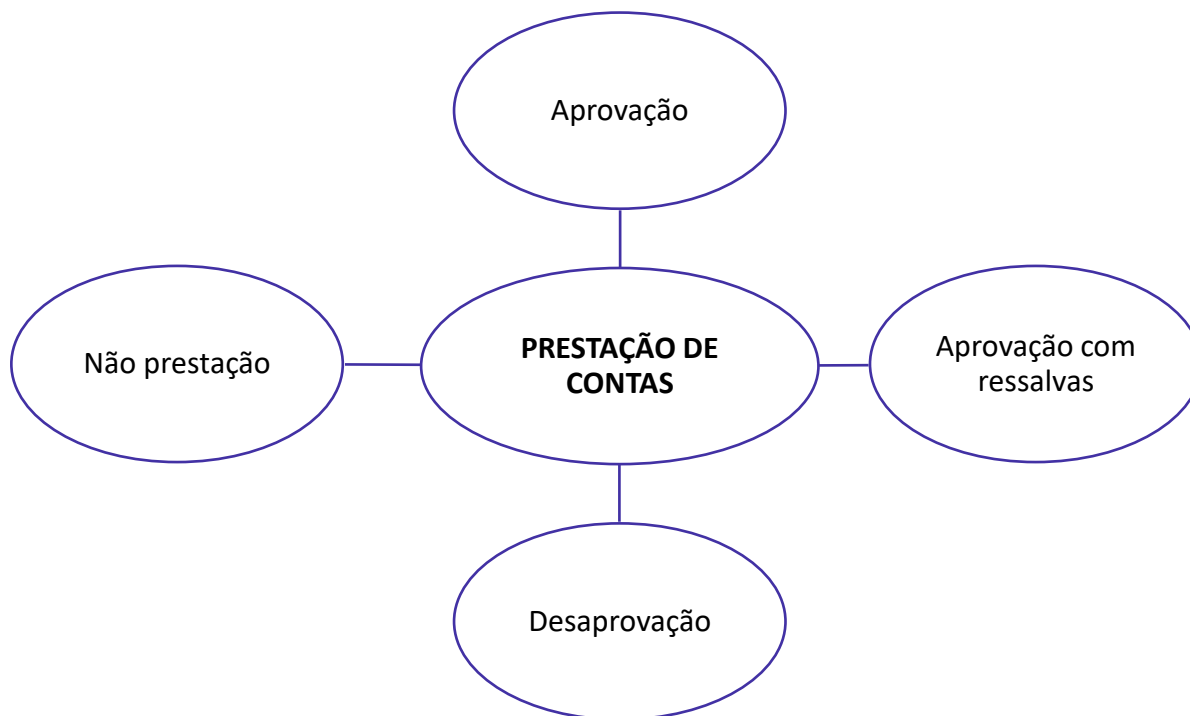 Aprovação
Não prestação
PRESTAÇÃO DE
CONTAS
Aprovação com
ressalvas
Desaprovação